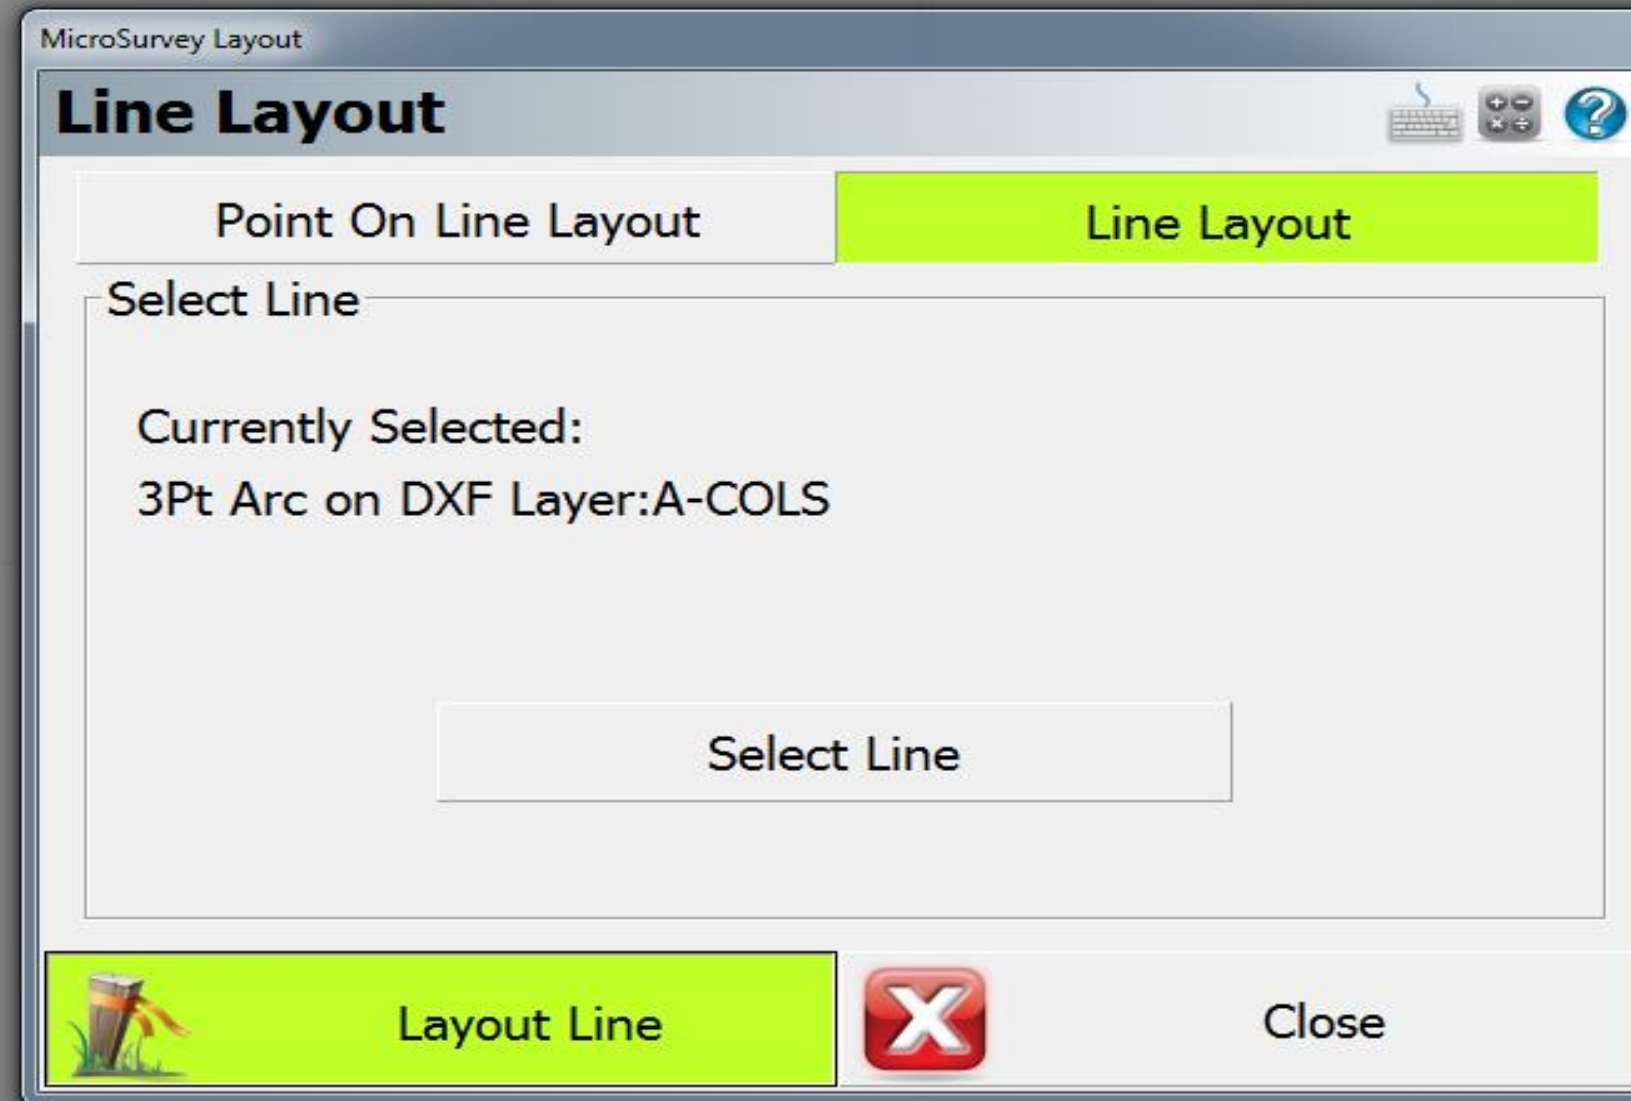 MicroSurvey Layout
Line Layout
Point On Line Layout
Line Layout
Select Line
Currently Selected:
3Pt Arc on DXF Layer:A-COLS
Select Line
Layout Line
Close